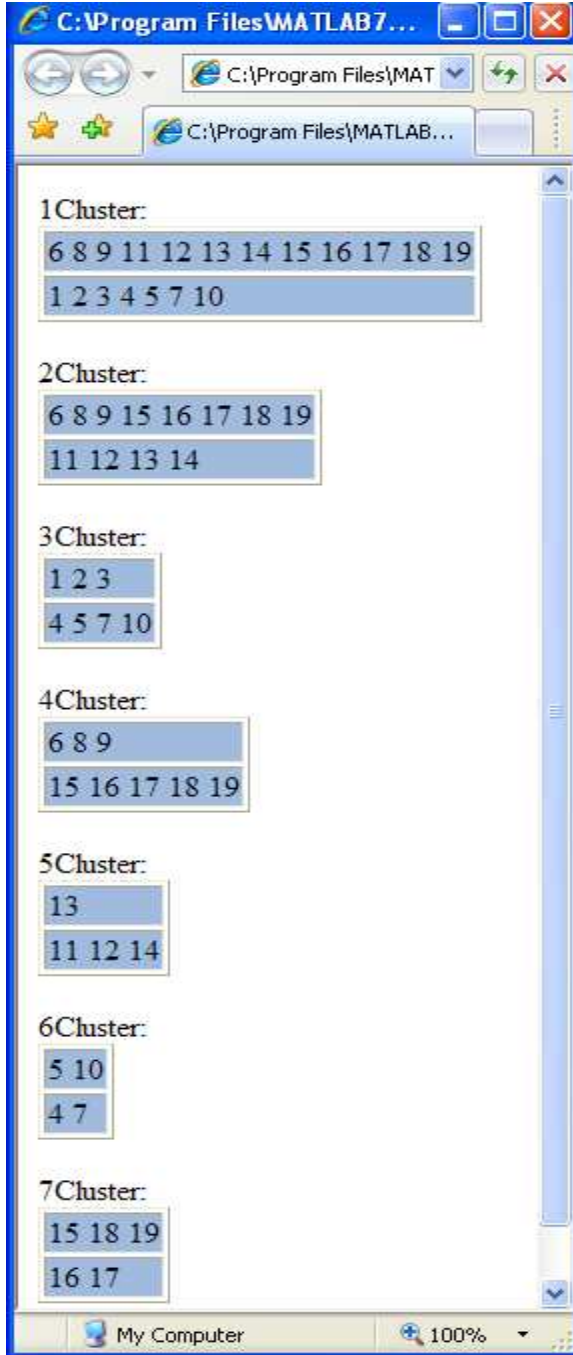 C:\Program Files\MATLAB7...
C:\Program Files\MAT
C:\Program Files\MATLAB...
1Cluster:
6 8 9 11 12 13 14 15 16 17 18 19
1 2 3 4 5 7 10
2Cluster:
6 8 9 15 16 17 18 19
11 12 13 14
3Cluster:
1 2 3
4 5 7 10
4Cluster:
6 8 9
15 16 17 18 19
5Cluster:
13
11 12 14
6Cluster:
5 10
4 7
7Cluster:
15 18 19
16 17
My Computer 100%